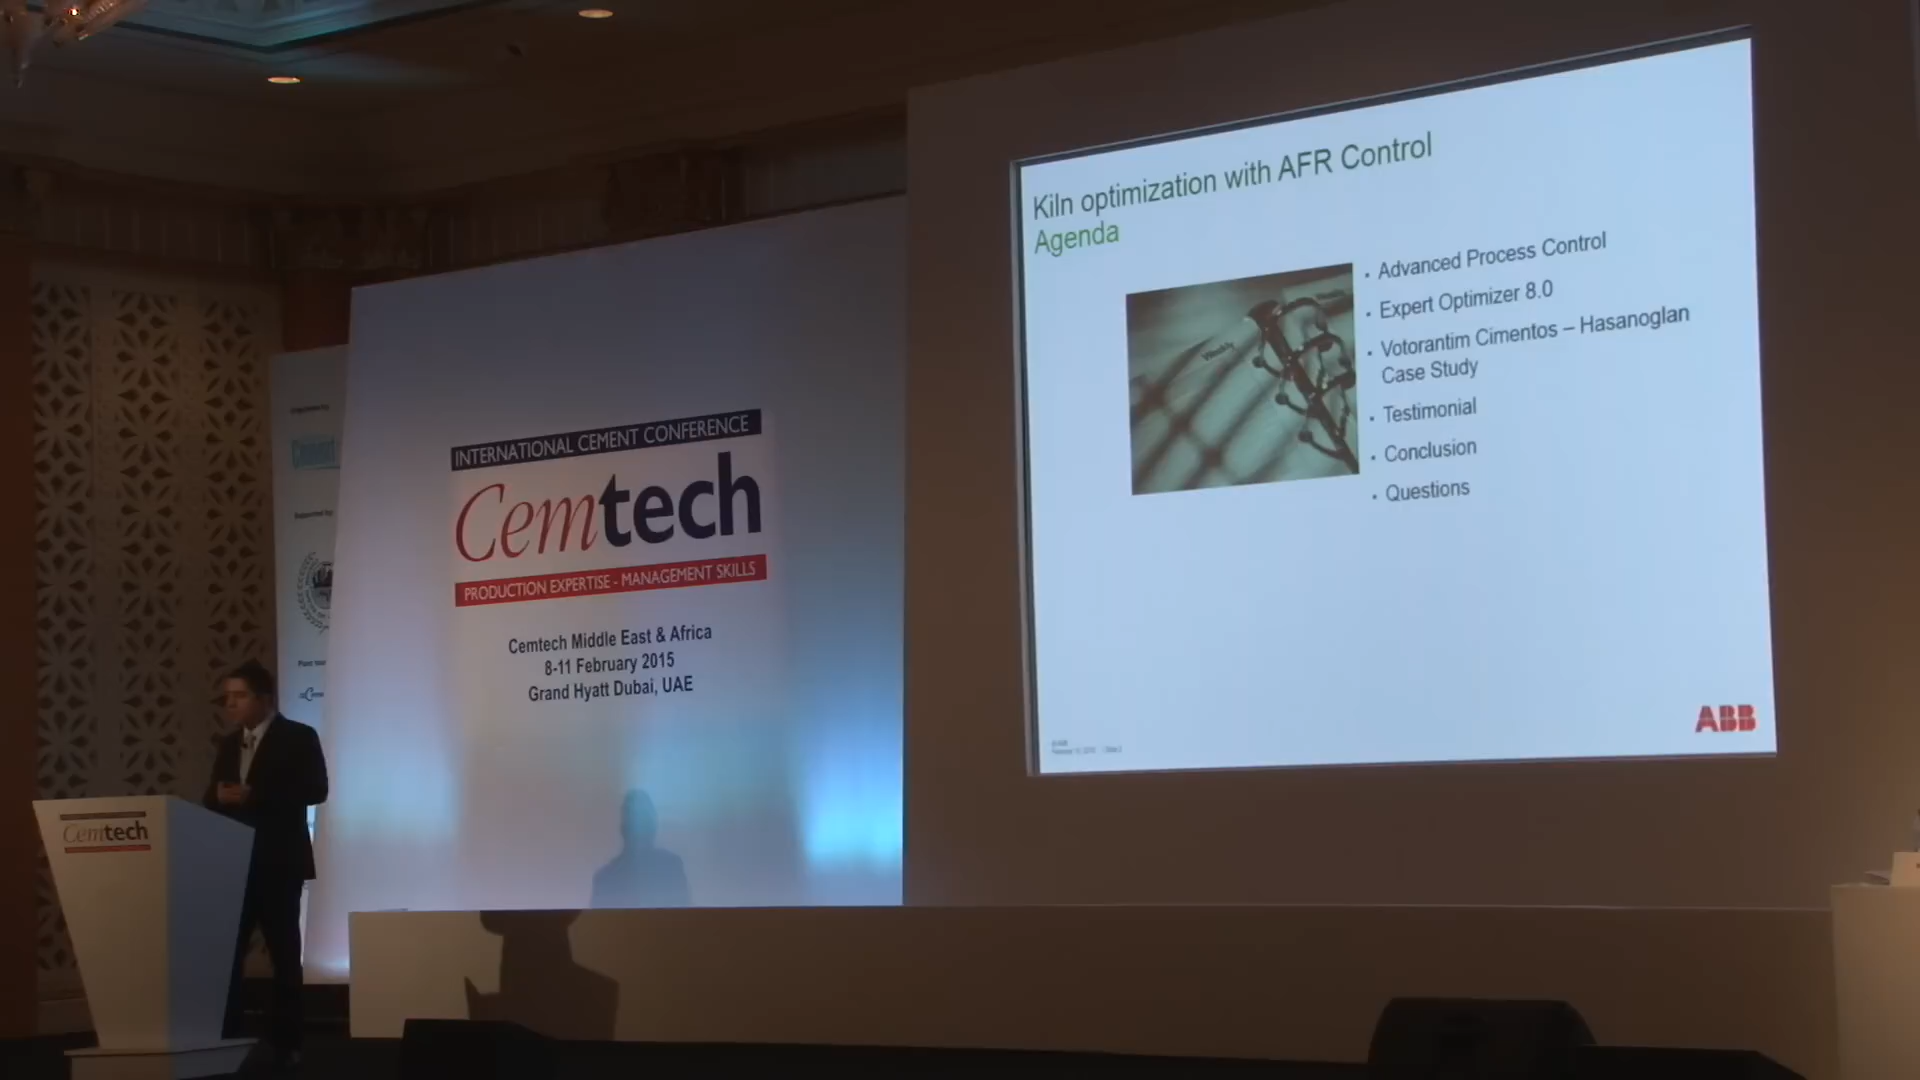 Kiln optimization with AFR Control
Agenda
Weekly
• Advanced Process Control
• Expert Optimizer 8.0
• Votorantim Cimentos – Hasanoglan
Case Study
• Testimonial
• Conclusion
• Questions
ABB
INTERNATIONAL CEMENT CONFERENCE
Cemtech
PRODUCTION EXPERTISE - MANAGEMENT SKILLS
Cemtech Middle East & Africa
8-11 February 2015
Grand Hyatt Dubai, UAE
Cemtech